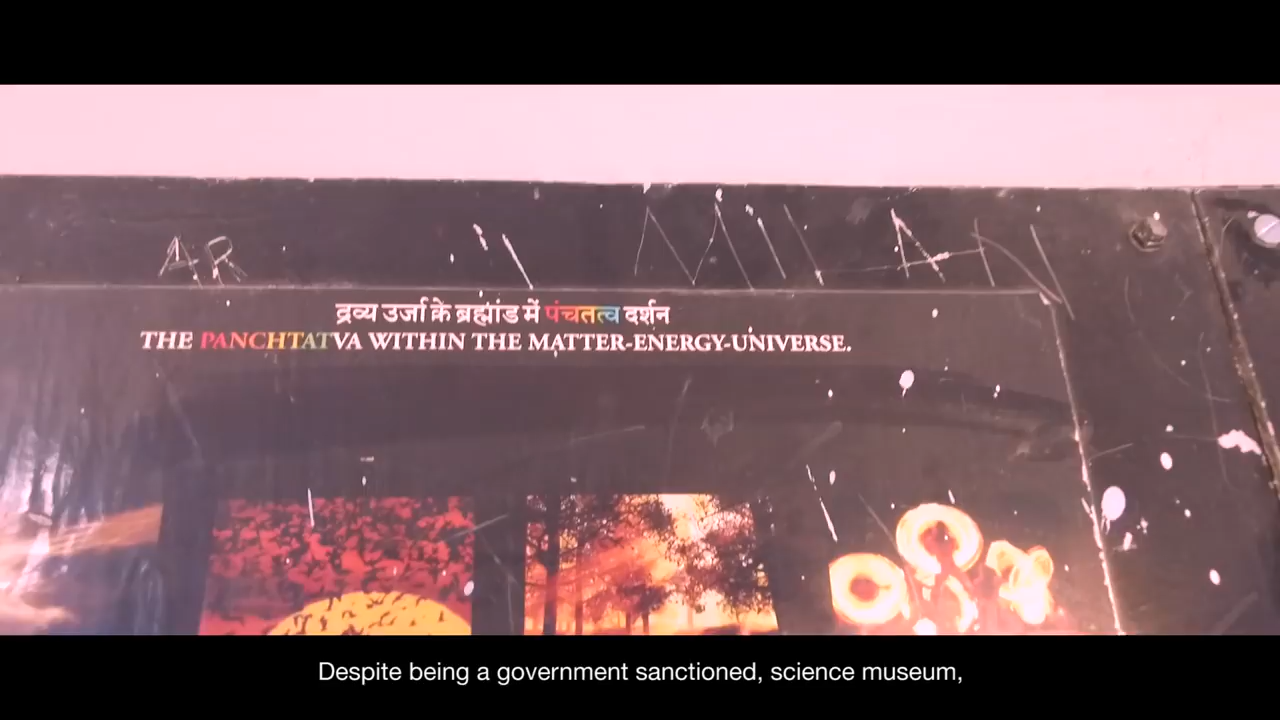 AR
द्रव्य उर्जा के ब्रह्मांड में पंचतत्व दर्शन
THE PANCHTATVA WITHIN THE MATTER-ENERGY-UNIVERSE.
Despite being a government sanctioned, science museum,